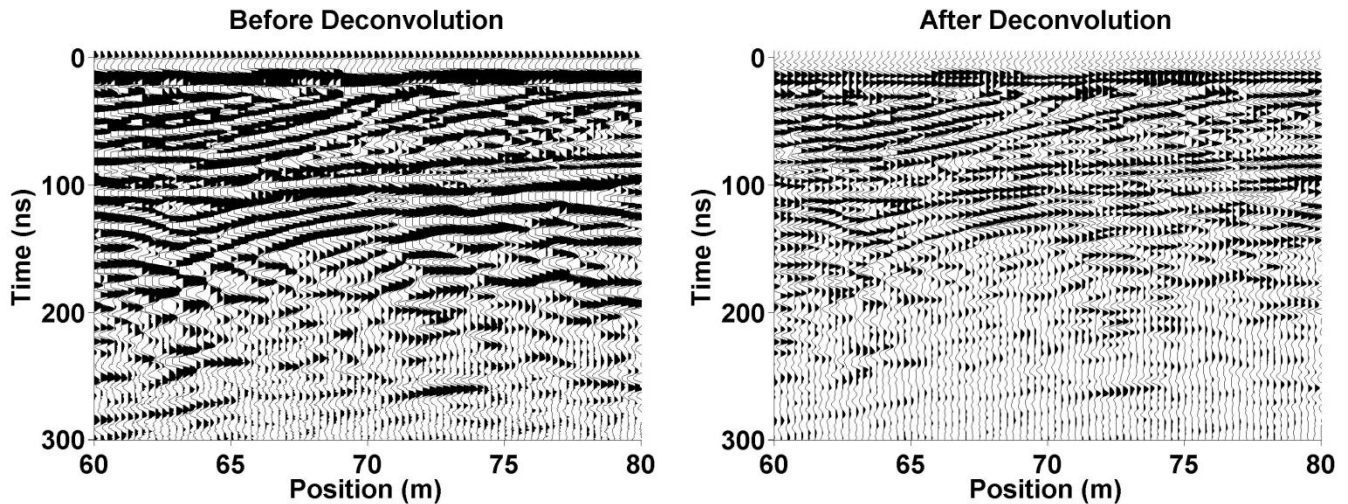 Before Deconvolution
After Deconvolution
0
100
200
300
Time (ns)
60 65 70 75 80
Position (m)
0
100
200
300
Time (ns)
60 65 70 75 80
Position (m)